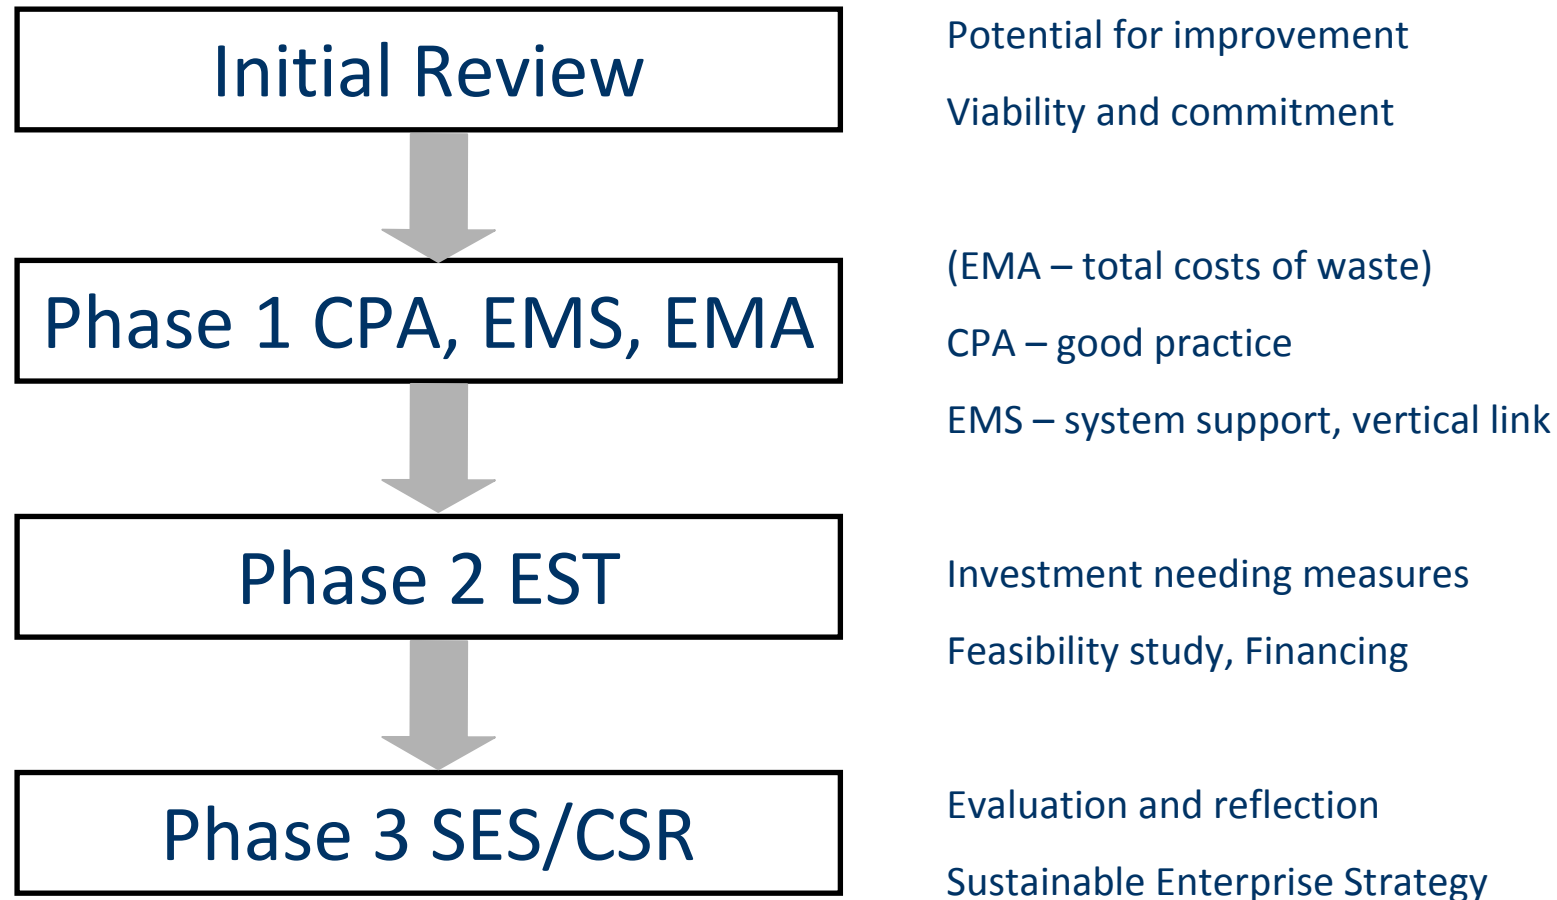 Initial Review
Potential for improvement
Viability and commitment
Phase 1 CPA, EMS, EMA
(EMA – total costs of waste)
CPA – good practice
EMS – system support, vertical link
Phase 2 EST
Investment needing measures
Feasibility study, Financing
Phase 3 SES/CSR
Evaluation and reflection
Sustainable Enterprise Strategy